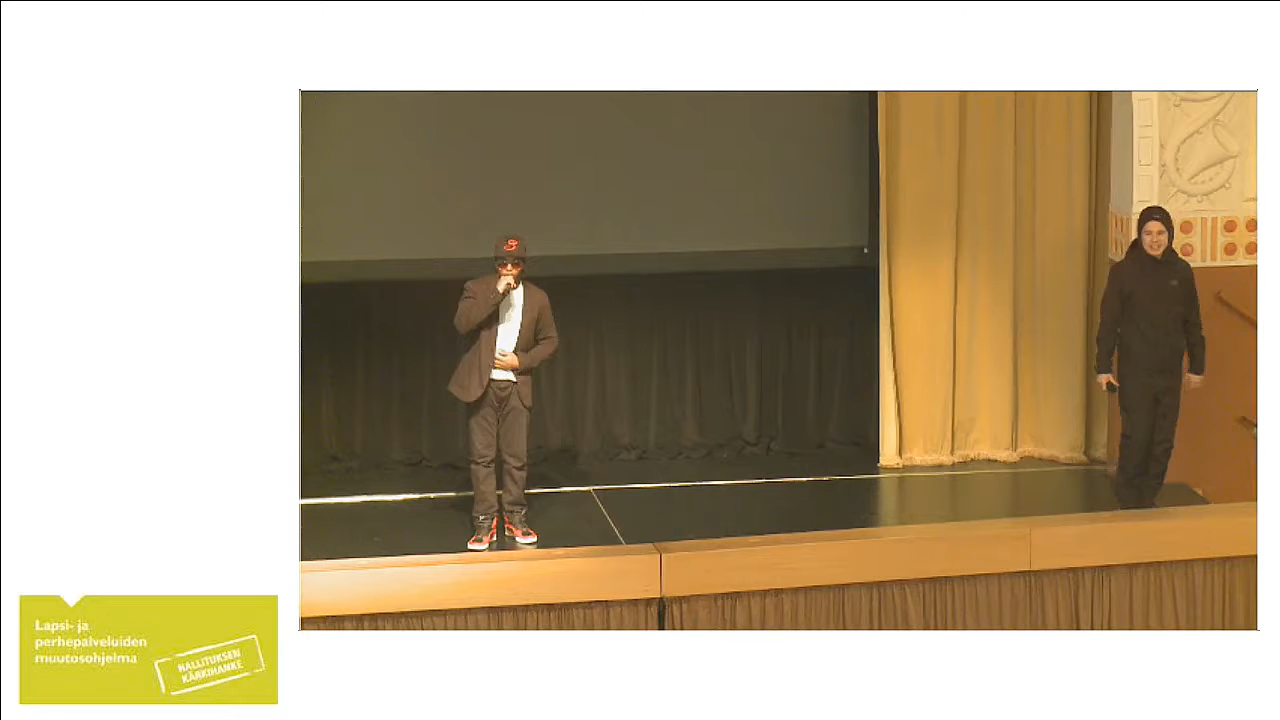 Lapsi- ja
perhepalveluiden
muutosohjelma
HALLITUKSEN
KÄRKIHANKE